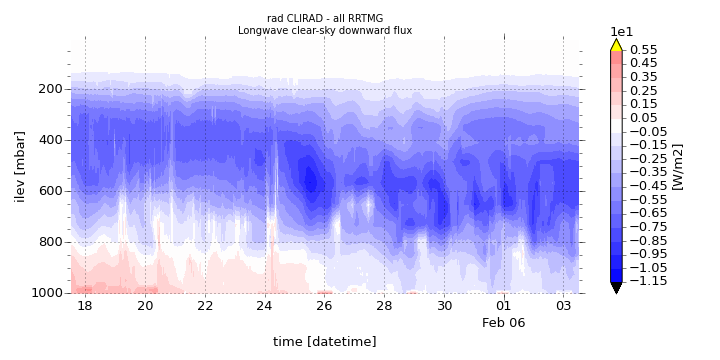 rad CLIRAD - all RRTMG
Longwave clear-sky downward flux
1e1
0.55
0.45
0.35
0.25
0.15
0.05
−0.05
−0.15
−0.25
−0.35
−0.45
−0.55
−0.65
−0.75
−0.85
−0.95
−1.05
−1.15
[W/m2]
ilev [mbar]
200
400
600
800
1000
18 20 22 24 26 28 30 01 03
Feb 06
time [datetime]